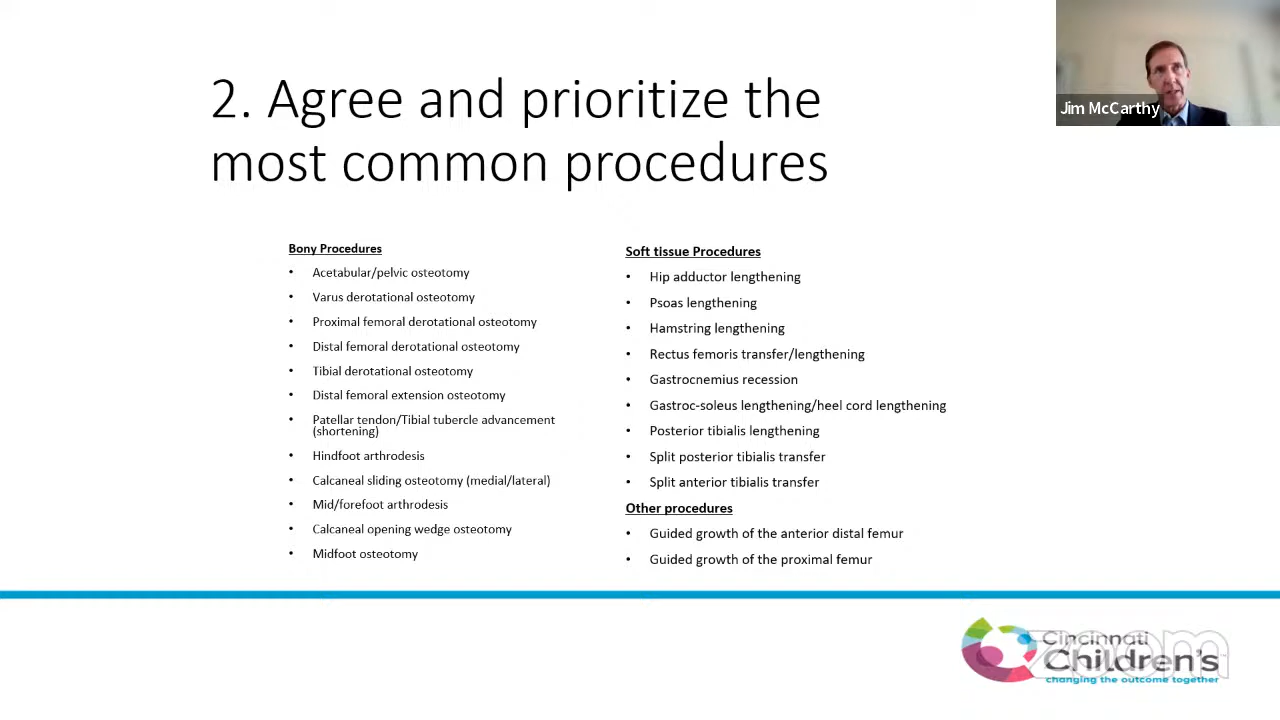 2. Agree and prioritize the
most common procedures
Jim McCarthy
Bony Procedures
• Acetabular/pelvic osteotomy
• Varus derotational osteotomy
• Proximal femoral derotational osteotomy
• Distal femoral derotational osteotomy
• Tibial derotational osteotomy
• Distal femoral extension osteotomy
• Patellar tendon/Tibial tubercle advancement
(shortening)
• Hindfoot arthrodesis
• Calcaneal sliding osteotomy (medial/lateral)
• Mid/forefoot arthrodesis
• Calcaneal opening wedge osteotomy
• Midfoot osteotomy
Soft tissue Procedures
• Hip adductor lengthening
• Psoas lengthening
• Hamstring lengthening
• Rectus femoris transfer/lengthening
• Gastrocnemius recession
• Gastroc-soleus lengthening/heel cord lengthening
• Posterior tibialis lengthening
• Split posterior tibialis transfer
• Split anterior tibialis transfer
Other procedures
• Guided growth of the anterior distal femur
• Guided growth of the proximal femur
Cincinnati
Children's
changing the outcome together
zoom